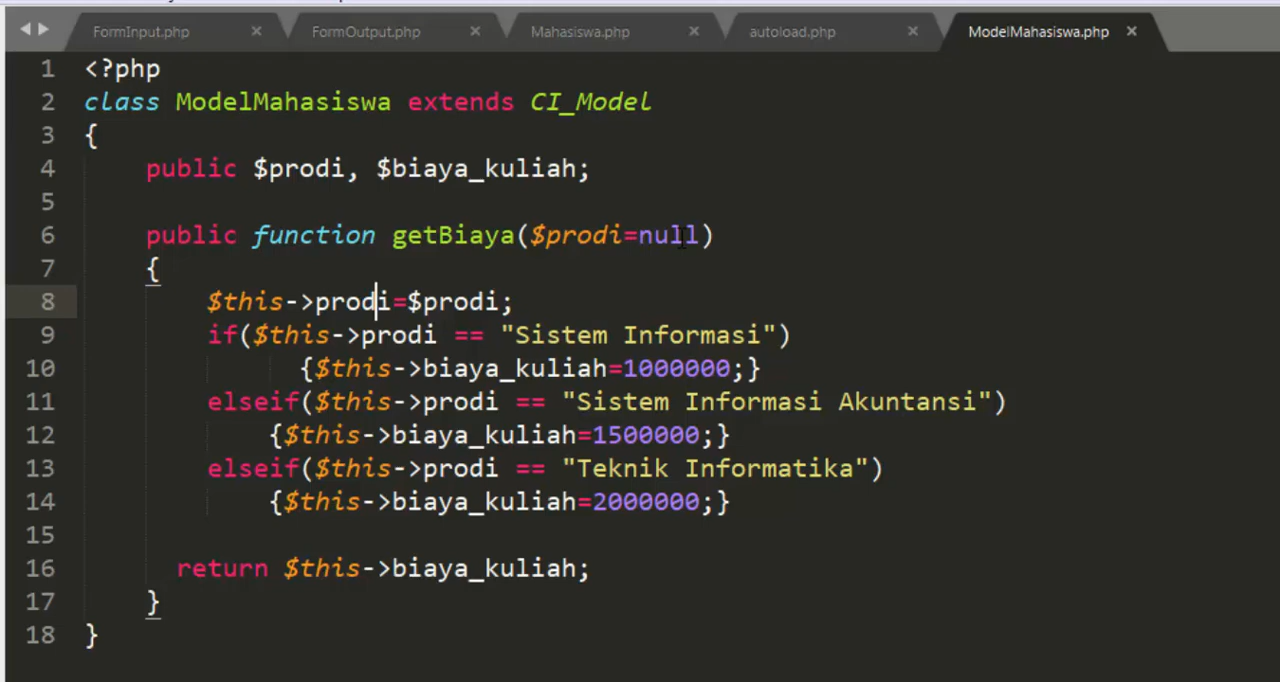 FormInput.php × FormOutput.php × Mahasiswa.php × autoload.php × ModelMahasiswa.php ×
1 <?php
2 class ModelMahasiswa extends CI_Model
3 {
4     public $prodi, $biaya_kuliah;
5
6     public function getBiaya($prodi=null)
7     {
8         $this->prodi=$prodi;
9         if($this->prodi == "Sistem Informasi")
10               {$this->biaya_kuliah=1000000;}
11        elseif($this->prodi == "Sistem Informasi Akuntansi")
12            {$this->biaya_kuliah=1500000;}
13        elseif($this->prodi == "Teknik Informatika")
14            {$this->biaya_kuliah=2000000;}
15
16      return $this->biaya_kuliah;
17    }
18 }